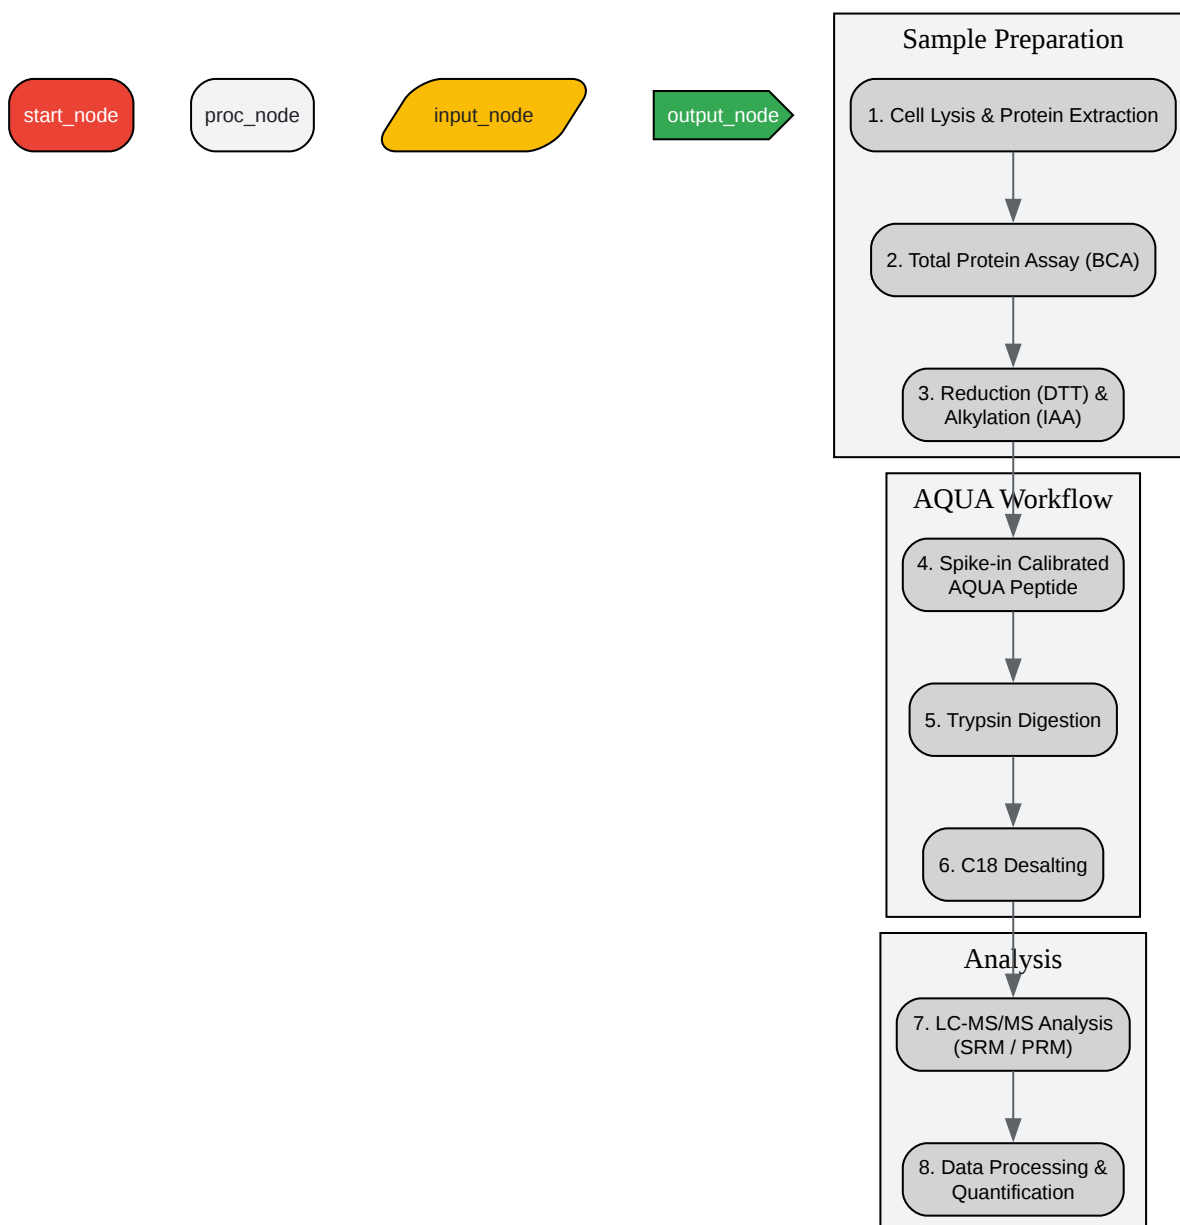 Sample Preparation
start_node
proc_node
input_node
output_node
1. Cell Lysis & Protein Extraction
2. Total Protein Assay (BCA)
3. Reduction (DTT) &
Alkylation (IAA)
AQUA Workflow
4. Spike-in Calibrated
AQUA Peptide
5. Trypsin Digestion
6. C18 Desalting
Analysis
7. LC-MS/MS Analysis
(SRM / PRM)
8. Data Processing &
Quantification